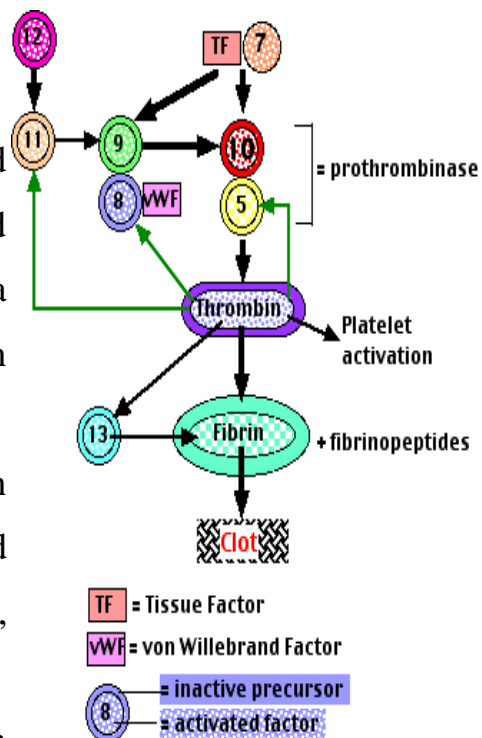 12
TF 7
11 9 10
= prothrombinase
8 vWF 5
Thrombin
Platelet
activation
13 Fibrin
+ fibrinopeptides
Clot
TF = Tissue Factor
vWF = von Willebrand Factor
8 = inactive precursor
= activated factor